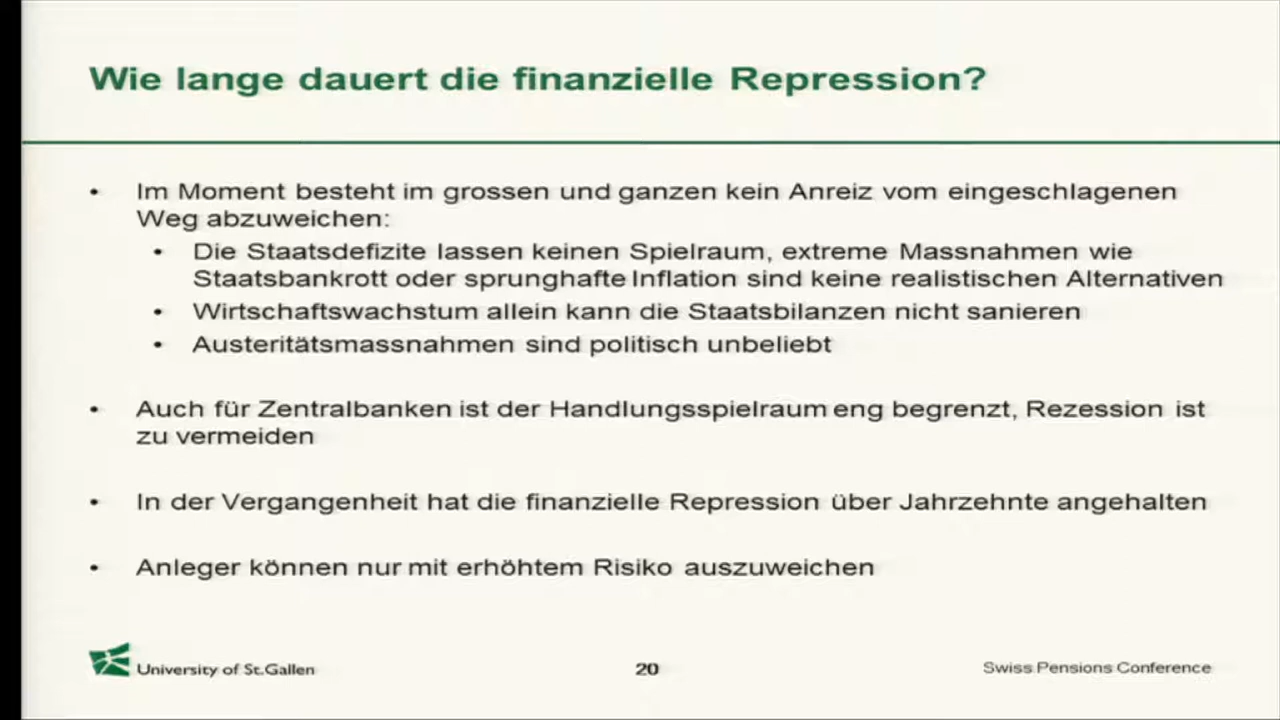 Wie lange dauert die finanzielle Repression?
• Im Moment besteht im grossen und ganzen kein Anreiz vom eingeschlagenen
Weg abzuweichen:
• Die Staatsdefizite lassen keinen Spielraum, extreme Massnahmen wie
Staatsbankrott oder sprunghafte Inflation sind keine realistischen Alternativen
• Wirtschaftswachstum allein kann die Staatsbilanzen nicht sanieren
• Austeritätsmassnahmen sind politisch unbeliebt
• Auch für Zentralbanken ist der Handlungsspielraum eng begrenzt, Rezession ist
zu vermeiden
• In der Vergangenheit hat die finanzielle Repression über Jahrzehnte angehalten
• Anleger können nur mit erhöhtem Risiko auszuweichen
University of St.Gallen
20
Swiss Pensions Conference